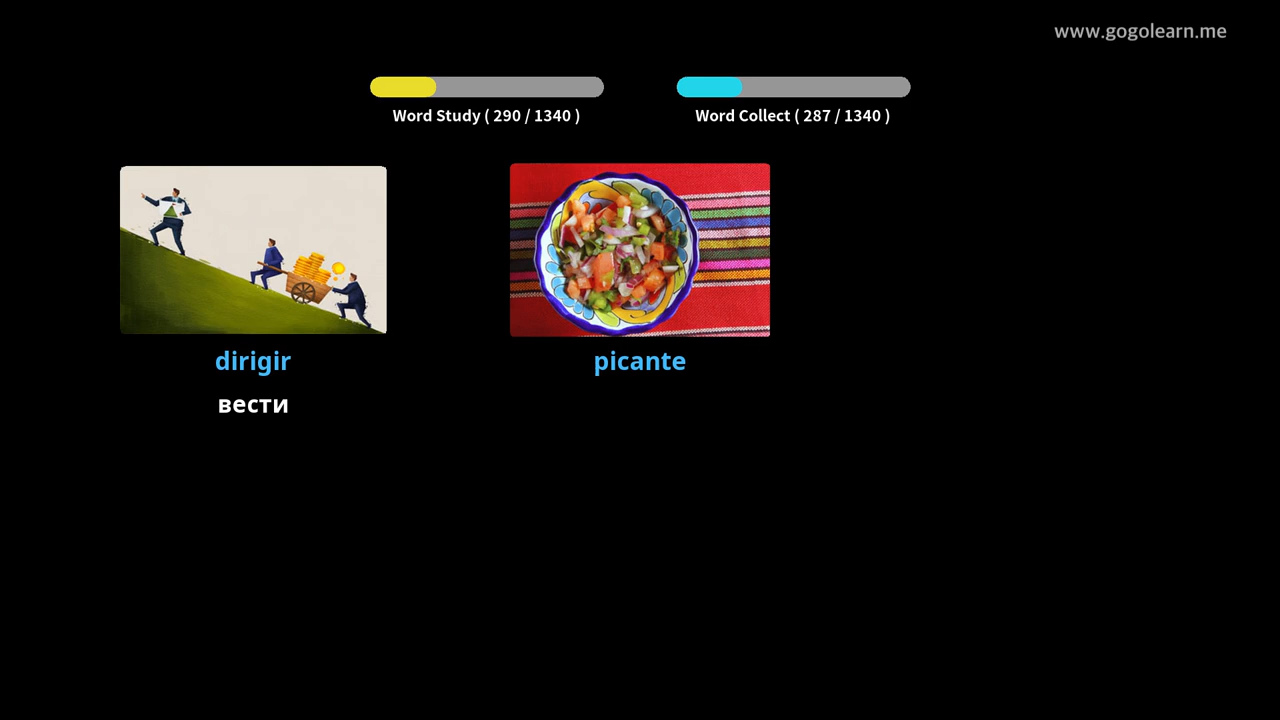 www.gogolearn.me
Word Study ( 290 / 1340 )
Word Collect ( 287 / 1340 )
dirigir
picante
вести